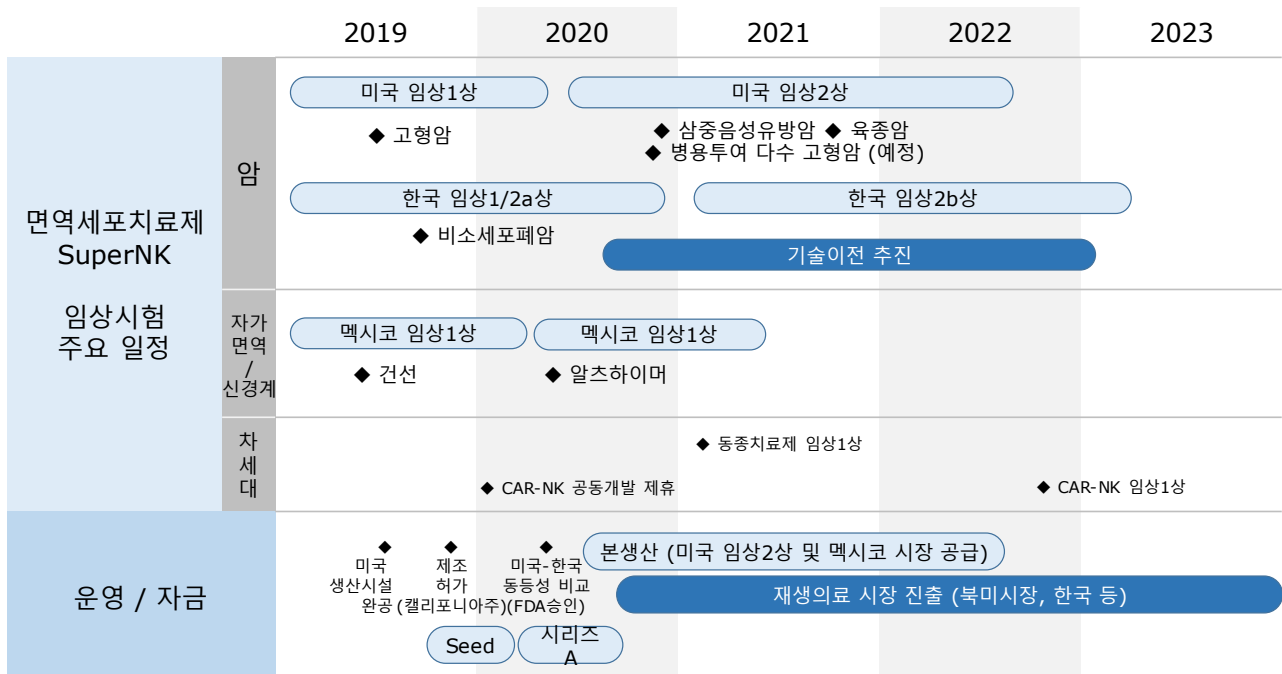 2019 2020 2021 2022 2023
면역세포치료제
SuperNK
임상시험
주요 일정
암
미국 임상1상
미국 임상2상
◆ 고형암
◆ 삼중음성유방암 ◆ 육종암
◆ 병용투여 다수 고형암 (예정)
한국 임상1/2a상
한국 임상2b상
◆ 비소세포폐암
기술이전 추진
자가
면역
/
신경계
멕시코 임상1상
멕시코 임상1상
◆ 건선
◆ 알츠하이머
차
세
대
◆ 동종치료제 임상1상
◆ CAR-NK 공동개발 제휴
◆ CAR-NK 임상1상
운영 / 자금
◆
미국
생산시설
완공
◆
제조
허가
(캘리포니아주)
◆
미국-한국
동등성 비교
(FDA승인)
본생산 (미국 임상2상 및 멕시코 시장 공급)
재생의료 시장 진출 (북미시장, 한국 등)
Seed
시리즈
A